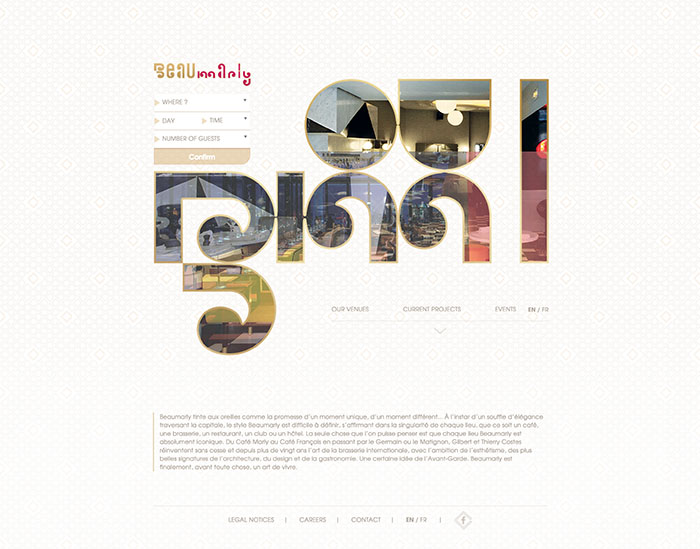 BEAUmarly
WHERE ?
DAY TIME
NUMBER OF GUESTS
Confirm
OUR VENUES CURRENT PROJECTS EVENTS EN / FR
Beaumarly tinte aux oreilles comme la promesse d'un moment unique, d'un moment différent... À l'instar d'un souffle d'élégance
traversant la capitale, le style Beaumarly est difficile à définir, s'affirmant dans la singularité de chaque lieu, que ce soit un café,
une brasserie, un restaurant, un club ou un hôtel. La seule chose que l'on puisse penser est que chaque lieu Beaumarly est
absolument iconique. Du Café Marly au Café Français en passant par le Germain ou le Matignon, Gilbert et Thierry Costes
réinventent sans cesse et depuis plus de vingt ans l'art de la brasserie internationale, avec l'ambition de l'esthétisme, des plus
belles signatures de l'architecture, du design et de la gastronomie. Une certaine idée de l'Avant-Garde. Beaumarly est
finalement, avant toute chose, un art de vivre.
LEGAL NOTICES | CAREERS | CONTACT | EN / FR | f